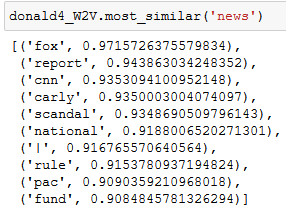 donald4_W2V.most_similar('news')
[('fox', 0.9715726375579834),
('report', 0.943863034248352),
('cnn', 0.9353094100952148),
('carly', 0.9350003004074097),
('scandal', 0.9348690509796143),
('national', 0.9188006520271301),
('|', 0.916765570640564),
('rule', 0.9153780937194824),
('pac', 0.9090359210968018),
('fund', 0.9084845781326294)]